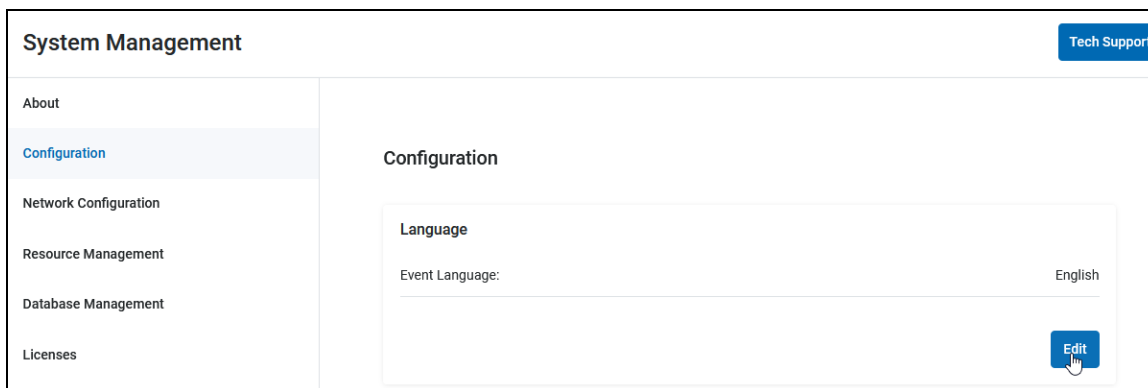 System Management
Tech Support
About
Configuration
Network Configuration
Resource Management
Database Management
Licenses
Configuration
Language
Event Language: English
Edit